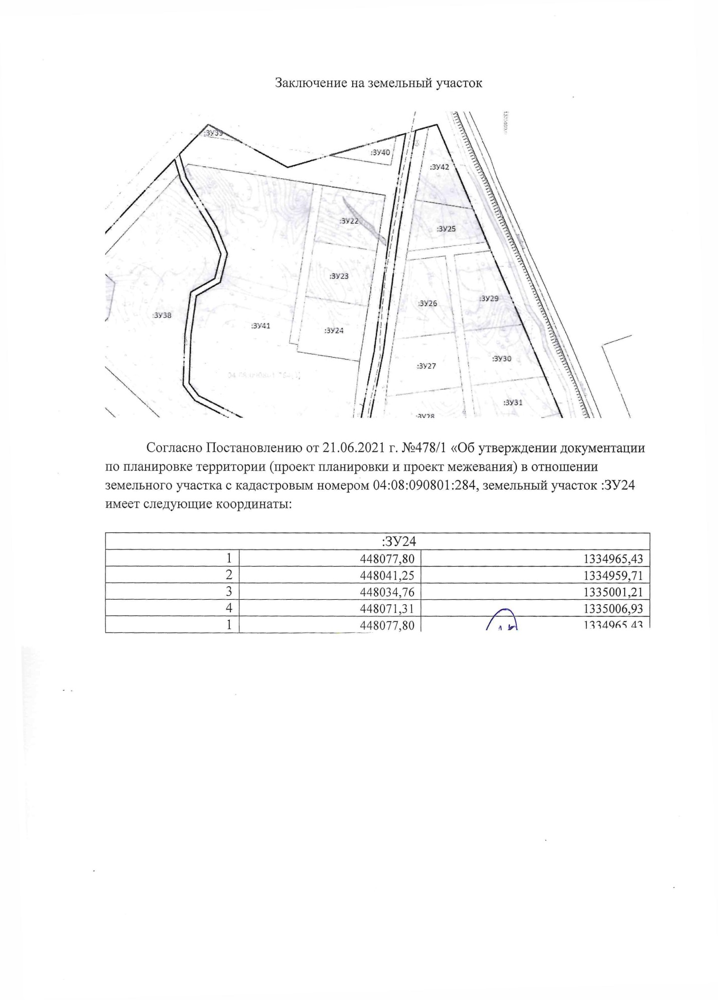 Заключение на земельный участок
:ЗУ39
:ЗУ40
:ЗУ42
:ЗУ22
:ЗУ25
:ЗУ23
:ЗУ26
:ЗУ29
:ЗУ38
:ЗУ41
:ЗУ24
:ЗУ27
:ЗУ30
:ЗУ31
:ЗУ28
Согласно Постановлению от 21.06.2021 г. №478/1 «Об утверждении документации
по планировке территории (проект планировки и проект межевания) в отношении
земельного участка с кадастровым номером 04:08:090801:284, земельный участок :ЗУ24
имеет следующие координаты:
:ЗУ24
1 448077,80 1334965,43
2 448041,25 1334959,71
3 448034,76 1335001,21
4 448071,31 1335006,93
1 448077,80 1334965,43